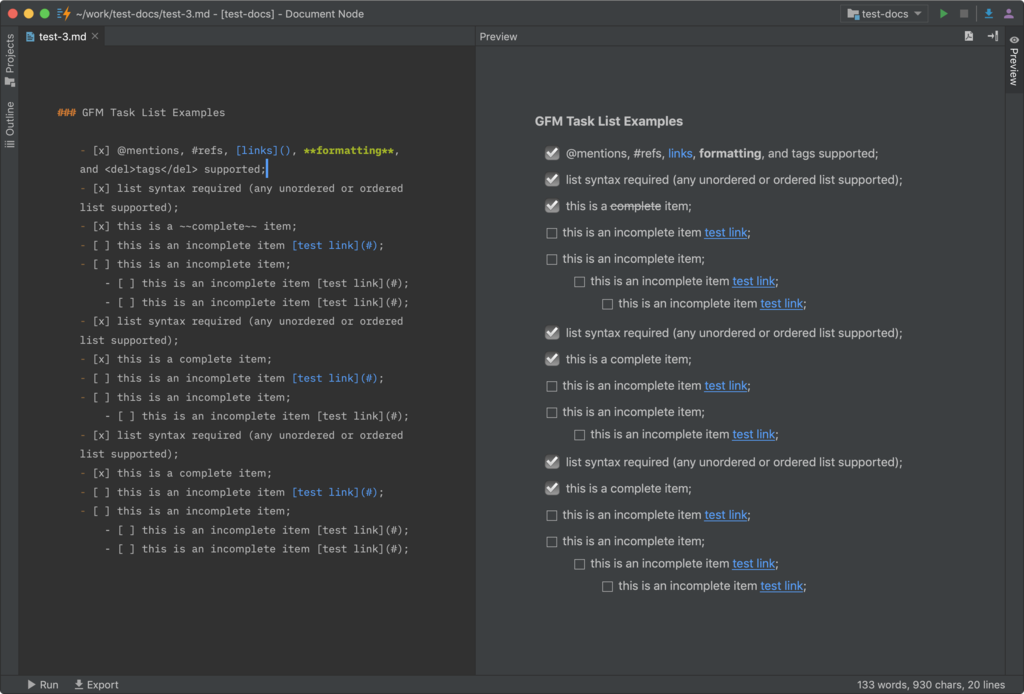 ~/work/test-docs/test-3.md - [test-docs] - Document Node
test-docs
Projects
Outline
test-3.md
### GFM Task List Examples
- [x] @mentions, #refs, [links](), **formatting**,
and <del>tags</del> supported;
- [x] list syntax required (any unordered or ordered
list supported);
- [x] this is a ~~complete~~ item;
- [ ] this is an incomplete item [test link](#);
- [ ] this is an incomplete item;
- [ ] this is an incomplete item [test link](#);
- [ ] this is an incomplete item [test link](#);
- [x] list syntax required (any unordered or ordered
list supported);
- [x] this is a complete item;
- [ ] this is an incomplete item [test link](#);
- [ ] this is an incomplete item;
- [ ] this is an incomplete item [test link](#);
- [x] list syntax required (any unordered or ordered
list supported);
- [x] this is a complete item;
- [ ] this is an incomplete item [test link](#);
- [ ] this is an incomplete item;
- [ ] this is an incomplete item [test link](#);
- [ ] this is an incomplete item [test link](#);
Preview
GFM Task List Examples
@mentions, #refs, links, formatting, and tags supported;
list syntax required (any unordered or ordered list supported);
this is a complete item;
this is an incomplete item test link;
this is an incomplete item;
this is an incomplete item test link;
this is an incomplete item test link;
list syntax required (any unordered or ordered list supported);
this is a complete item;
this is an incomplete item test link;
this is an incomplete item;
this is an incomplete item test link;
list syntax required (any unordered or ordered list supported);
this is a complete item;
this is an incomplete item test link;
this is an incomplete item;
this is an incomplete item test link;
this is an incomplete item test link;
Preview
Run
Export
133 words, 930 chars, 20 lines